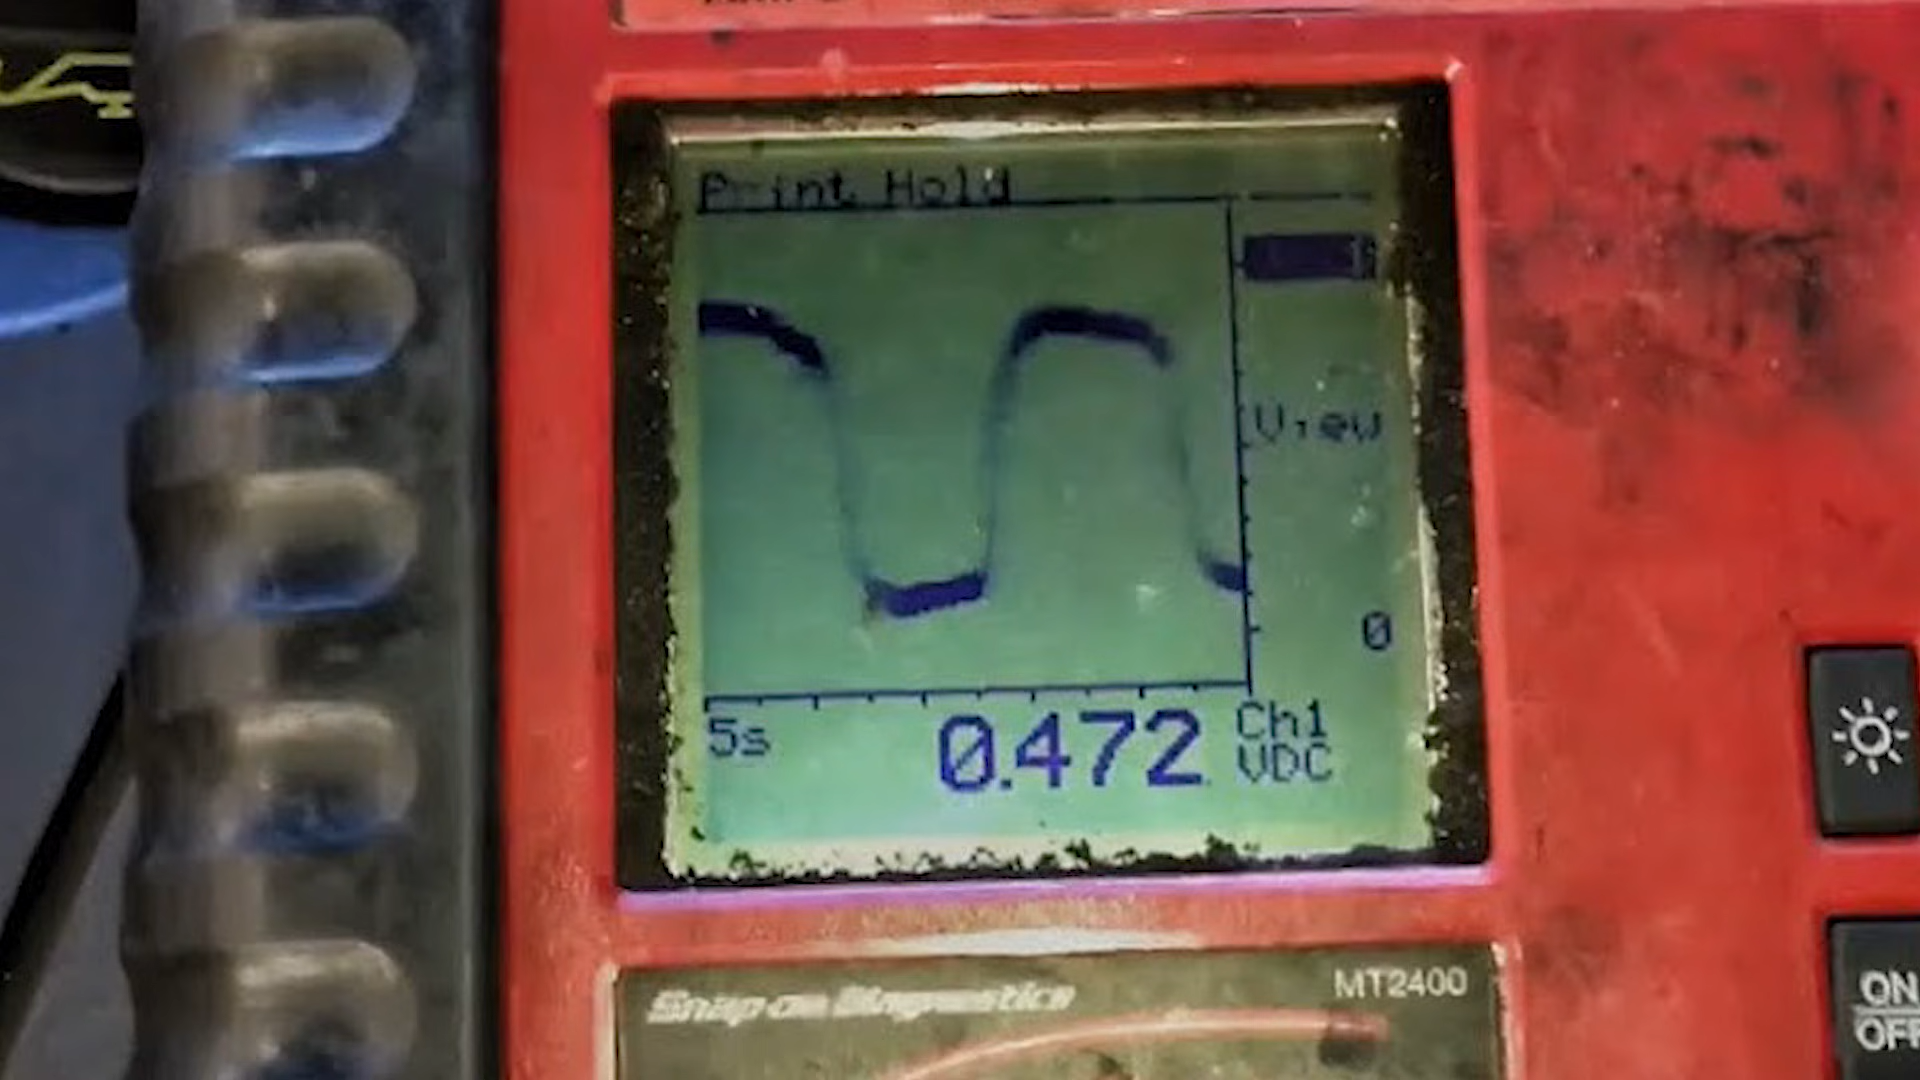 Print Hold
View
0
5s
0.472
Ch1
VDC
Snap-on Diagnostics
MT2400
ON
OFF